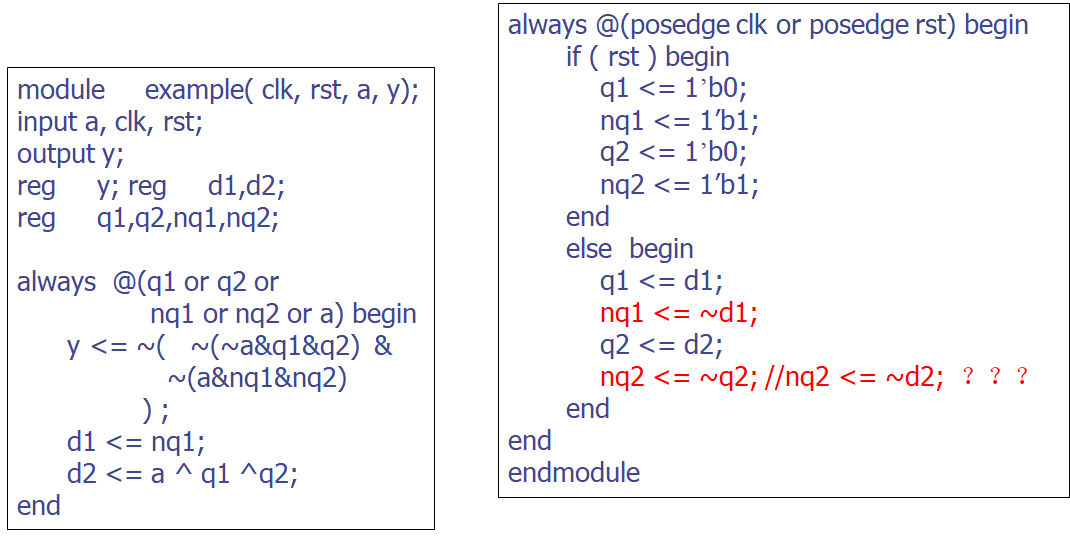 module example( clk, rst, a, y);
input a, clk, rst;
output y;
reg y; reg d1,d2;
reg q1,q2,nq1,nq2;
always @(q1 or q2 or
nq1 or nq2 or a) begin
y <= ~( ~(~a&q1&q2) &
~(a&nq1&nq2)
) ;
d1 <= nq1;
d2 <= a ^ q1 ^q2;
end
always @(posedge clk or posedge rst) begin
if ( rst ) begin
q1 <= 1’b0;
nq1 <= 1'b1;
q2 <= 1’b0;
nq2 <= 1'b1;
end
else begin
q1 <= d1;
nq1 <= ~d1;
q2 <= d2;
nq2 <= ~q2; //nq2 <= ~d2; ？？？
end
end
endmodule